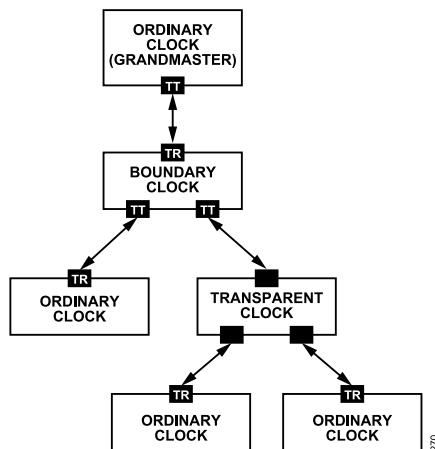 ORDINARY
CLOCK
(GRANDMASTER)
TT
TR
BOUNDARY
CLOCK
TT
TT
TR
ORDINARY
CLOCK
TRANSPARENT
CLOCK
TR
TR
ORDINARY
CLOCK
ORDINARY
CLOCK